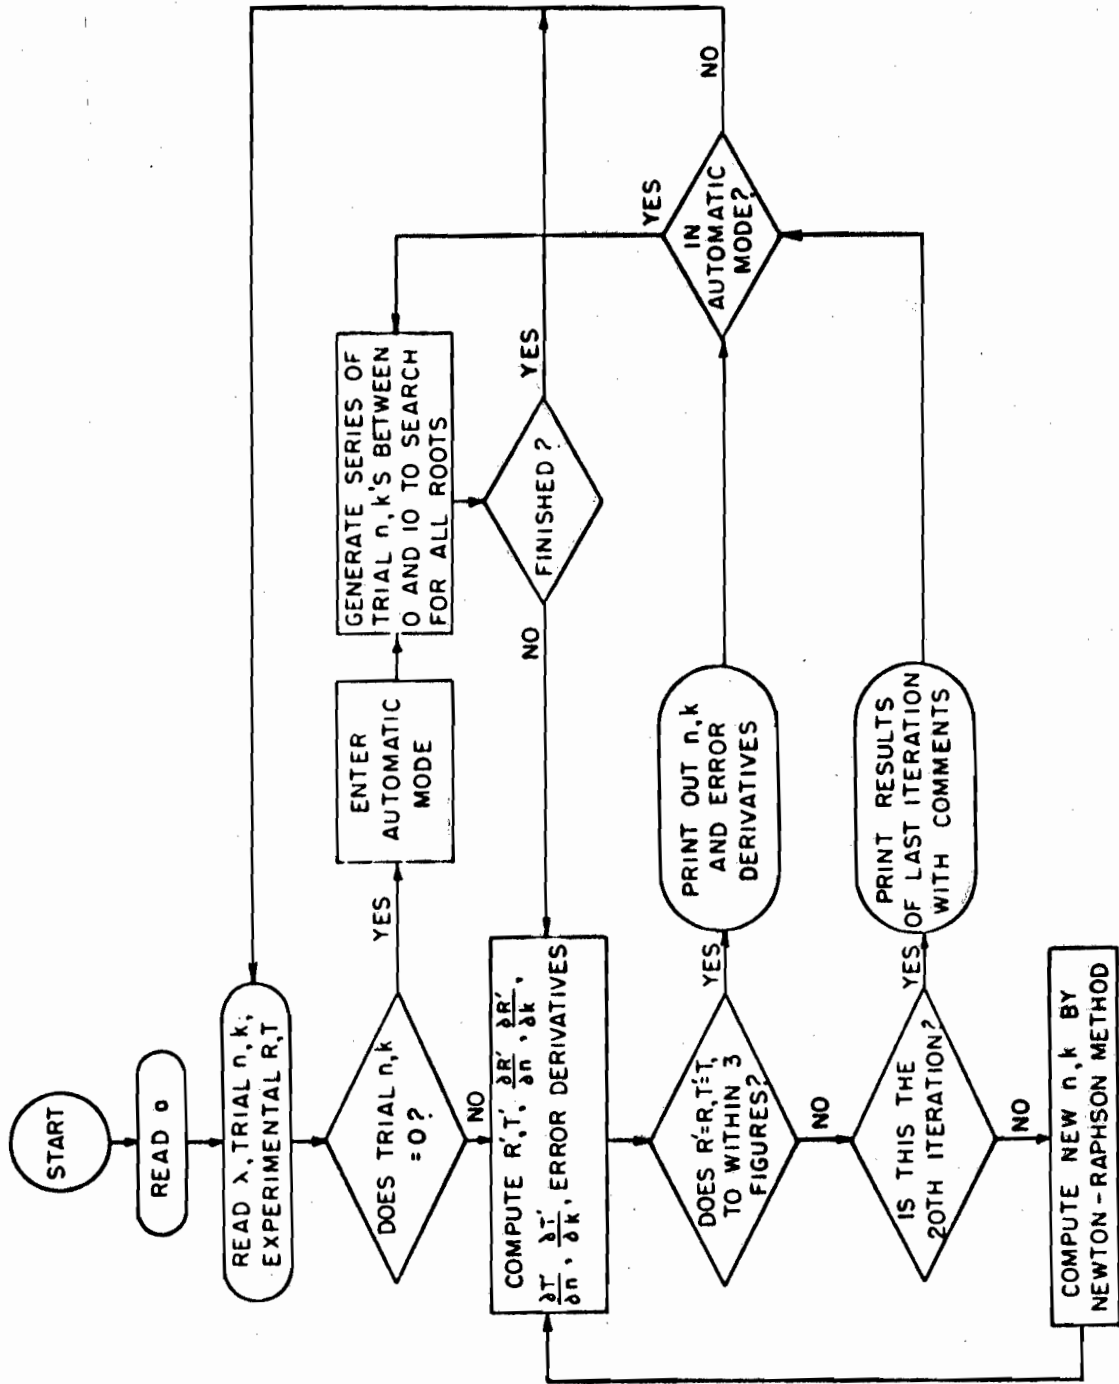 START
READ a
READ λ, TRIAL n, k,
EXPERIMENTAL R, T
DOES TRIAL n, k
= 0 ?
YES
NO
ENTER
AUTOMATIC
MODE
GENERATE SERIES OF
TRIAL n, k'S BETWEEN
0 AND 10 TO SEARCH
FOR ALL ROOTS
FINISHED ?
YES
NO
COMPUTE R', T', ∂R'/∂n, ∂R'/∂k,
∂T'/∂n, ∂T'/∂k, ERROR DERIVATIVES
DOES R'=R, T'=T,
TO WITHIN 3
FIGURES?
YES
NO
PRINT OUT n, k
AND ERROR
DERIVATIVES
IN
AUTOMATIC
MODE?
YES
NO
IS THIS THE
20TH ITERATION?
YES
NO
PRINT RESULTS
OF LAST ITERATION
WITH COMMENTS
COMPUTE NEW n, k BY
NEWTON-RAPHSON METHOD